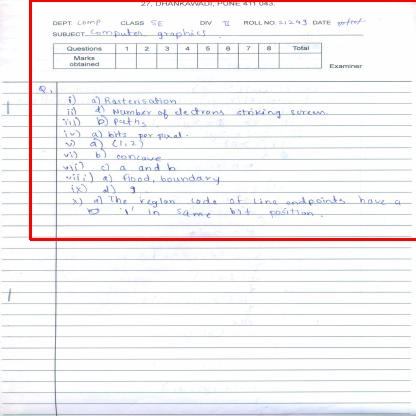 27, DHANKAWADI, PUNE 411 043.
DEPT. Comp CLASS SE DIV II ROLL NO. 21243 DATE
SUBJECT Computer graphics
Questions 1 2 3 4 5 6 7 8 Total
Marks obtained
Examiner
Q.1
i) a) Rasterisation
ii) d) Number of electrons striking screen.
iii) b) Paths
iv) a) bits per pixel.
v) a) (1,2)
vi) b) concave
vii) c) a and b
viii) a) flood, boundary
ix) d) 9
x) a) The region code of line endpoints have a
'1' in same bit position.